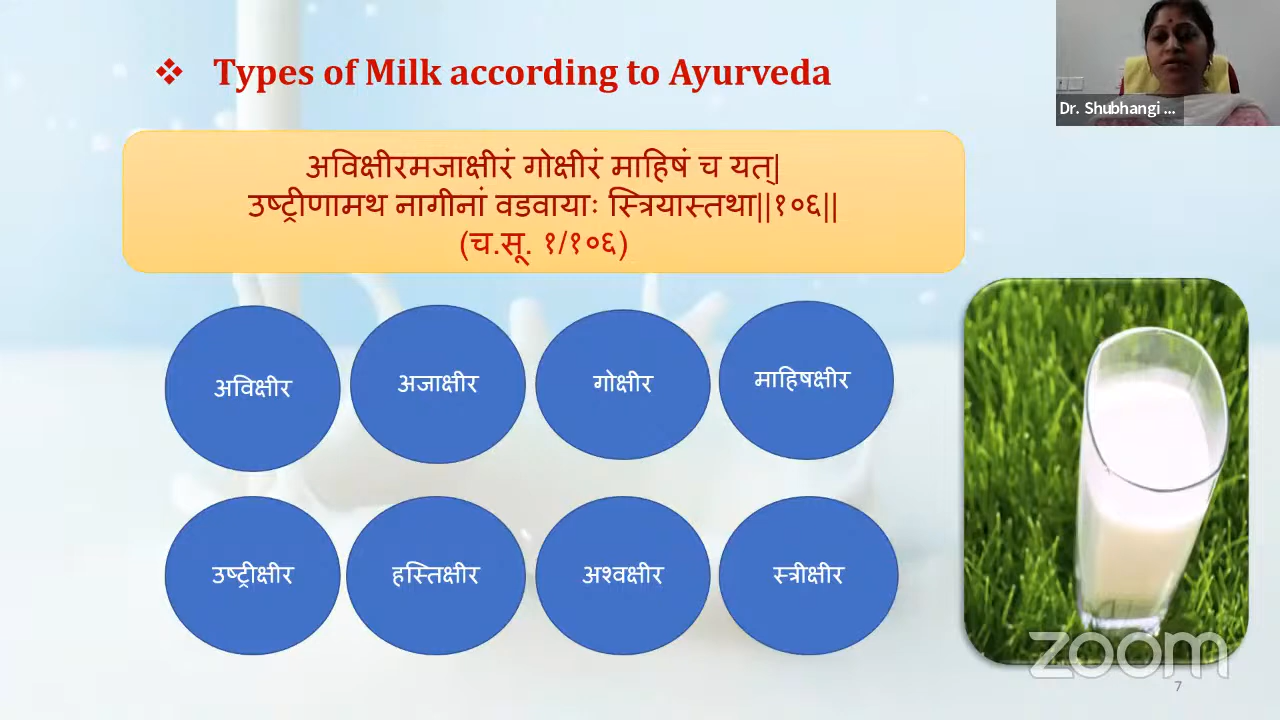 ❖ Types of Milk according to Ayurveda
Dr. Shubhangi ...
अविक्षीरमजाक्षीरं गोक्षीरं माहिषं च यत्|
उष्ट्रीणामथ नागीनां वडवायाः स्त्रियास्तथा||१०६||
(च.सू. १/१०६)
अविक्षीर
अजाक्षीर
गोक्षीर
माहिषक्षीर
उष्ट्रीक्षीर
हस्तिक्षीर
अश्वक्षीर
स्त्रीक्षीर
zoom
7